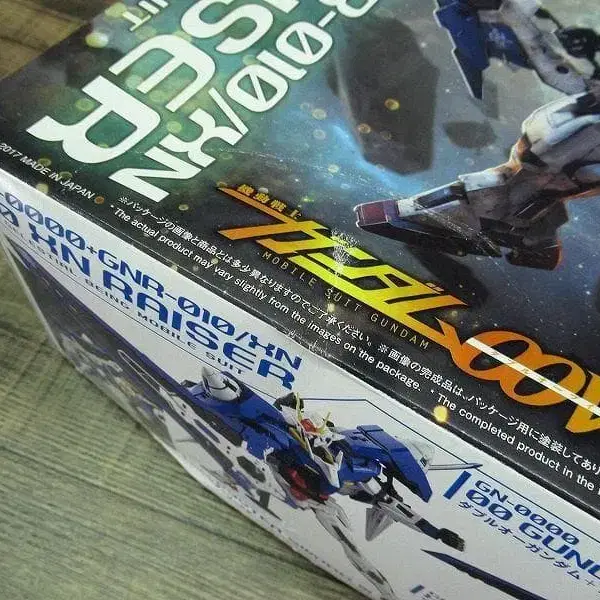 NX/010-
2017 MADE IN JAPAN
※パッケージの画像と商品とは多少異なりますのでご了承ください。※画像の完成品は、パッケージ用に塗装してあり
・The actual product may vary slightly from the images on the package. ・The completed product in the
機動戦士
ガンダム00V
MOBILE SUIT GUNDAM
0000+GNR-010/XN
XN RAISER
BEING MOBILE SUIT
GN-0000
00 GUND
ダブルオーガンダム+